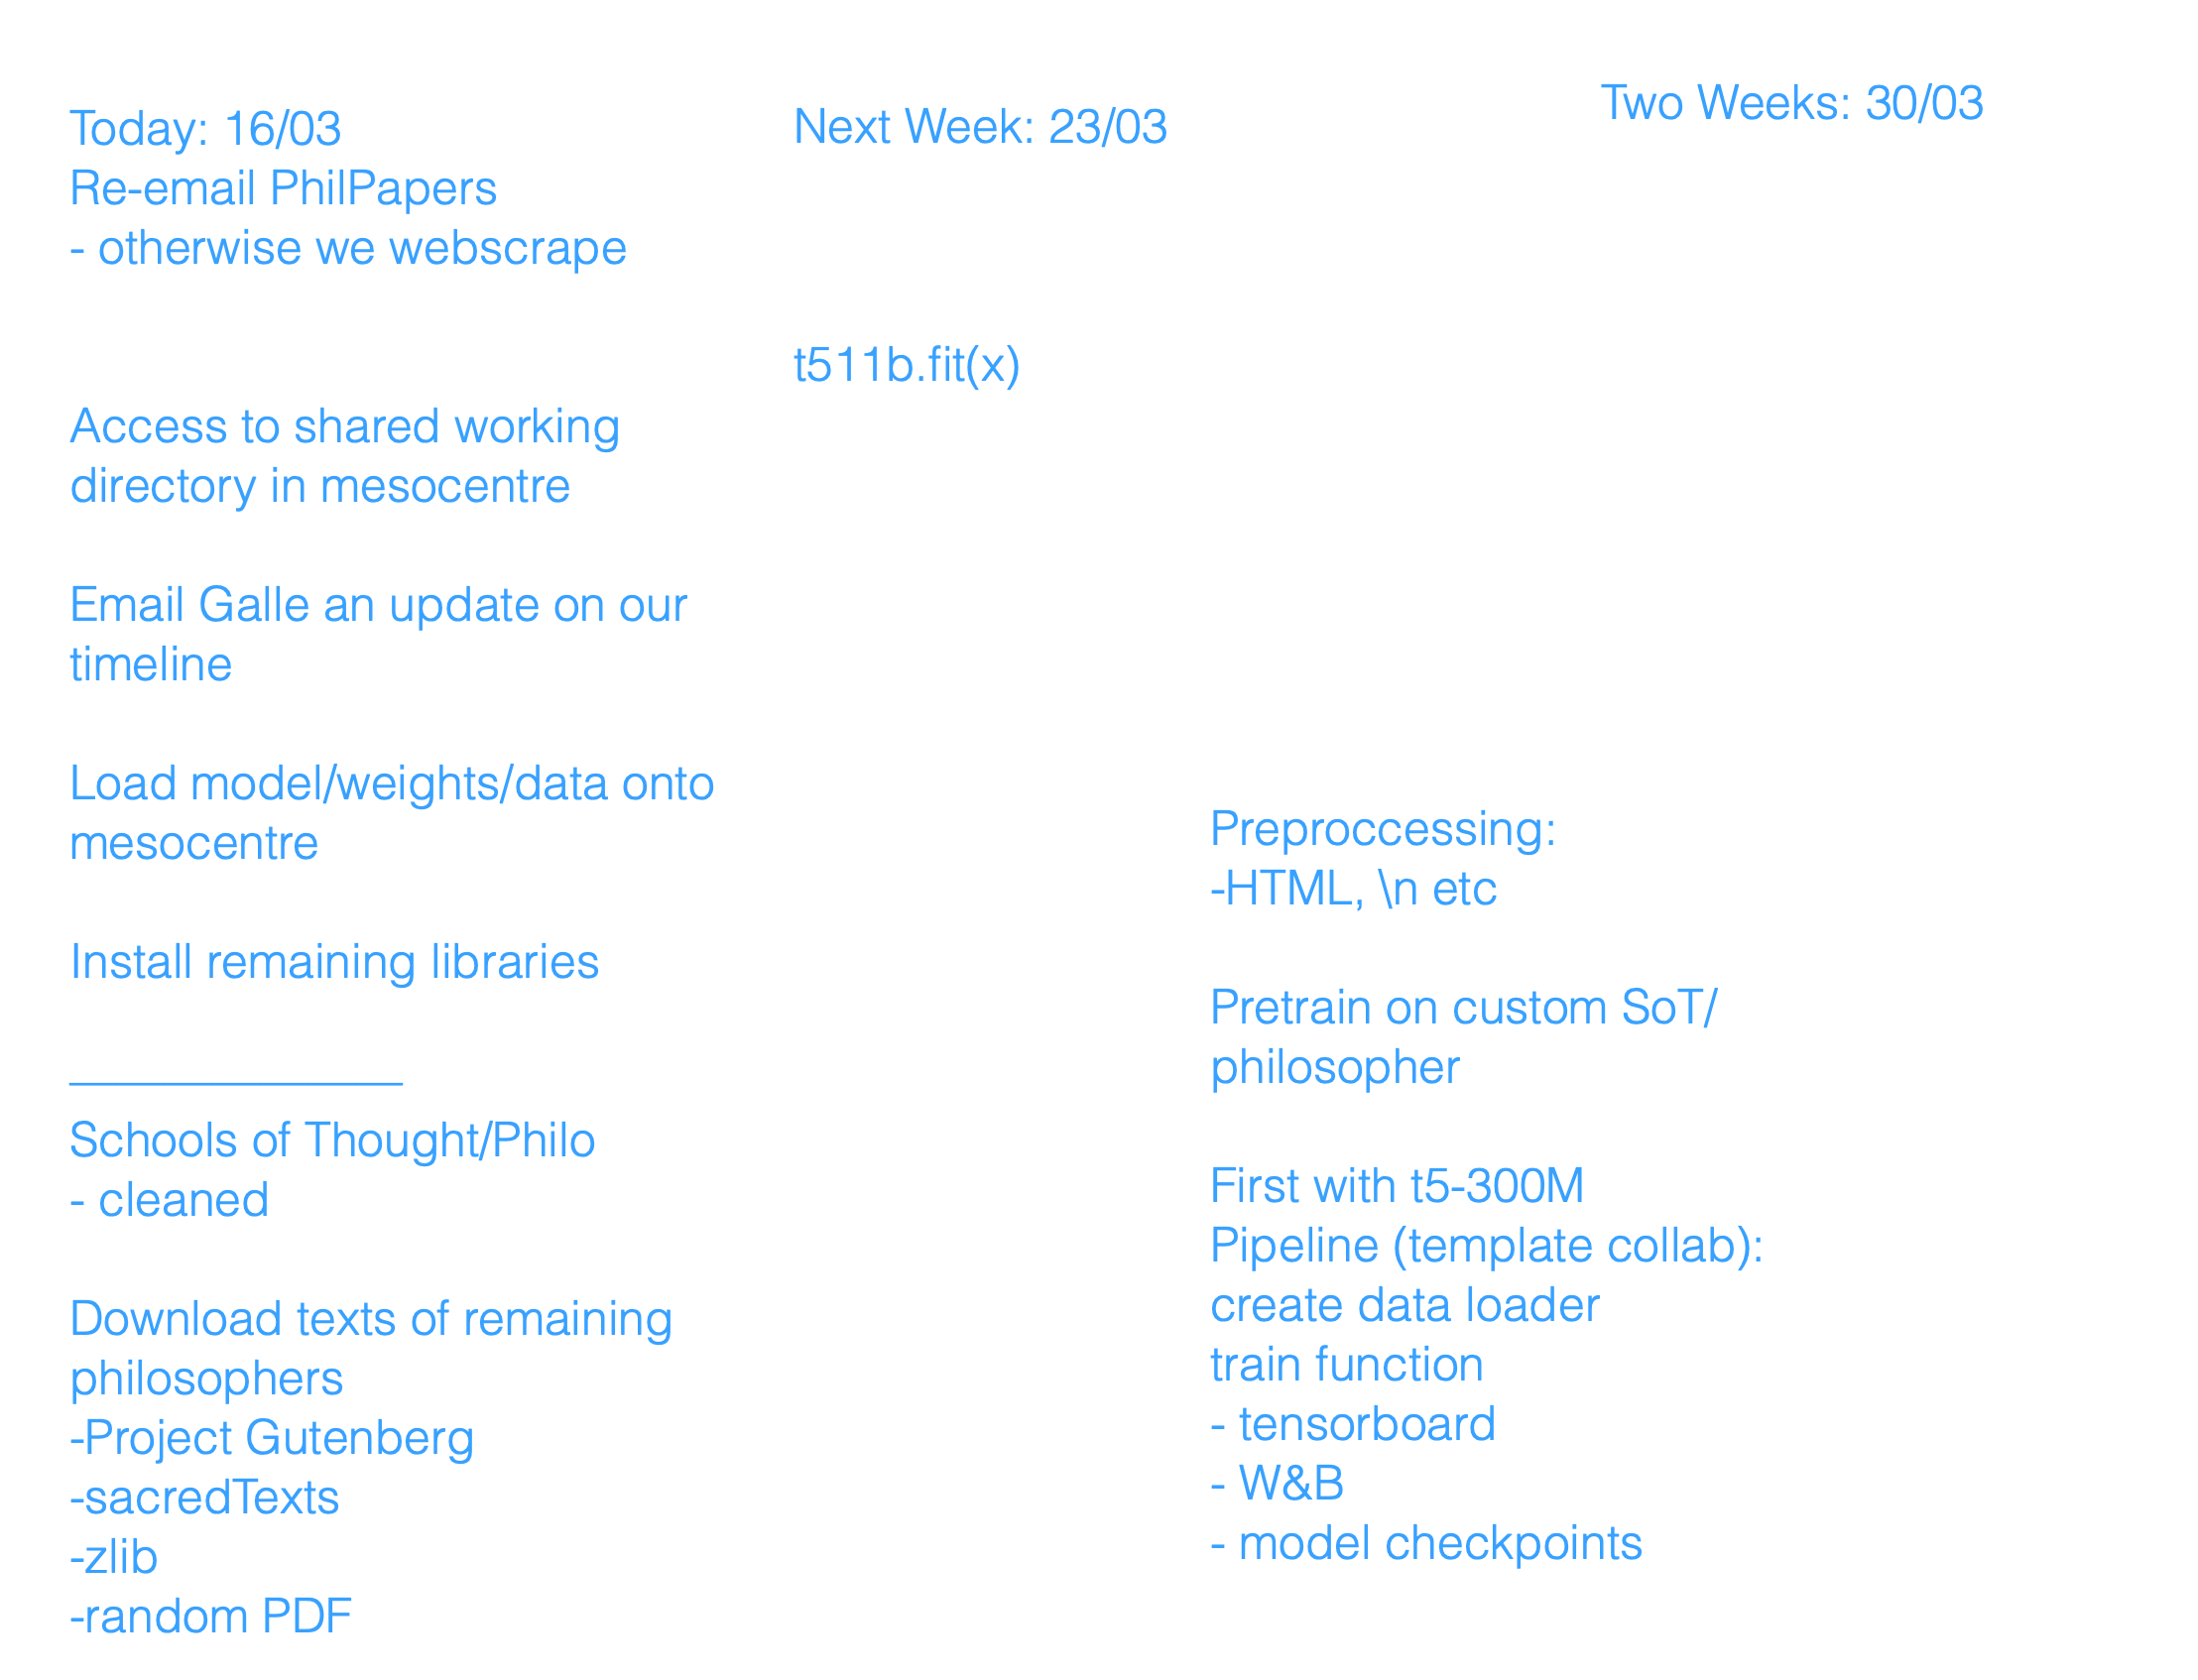 Today: 16/03
Re-email PhilPapers
- otherwise we webscrape
Access to shared working
directory in mesocentre
Email Galle an update on our
timeline
Load model/weights/data onto
mesocentre
Install remaining libraries
______________
Schools of Thought/Philo
- cleaned
Download texts of remaining
philosophers
-Project Gutenberg
-sacredTexts
-zlib
-random PDF
Next Week: 23/03
t511b.fit(x)
Two Weeks: 30/03
Preproccessing:
-HTML, \n etc
Pretrain on custom SoT/
philosopher
First with t5-300M
Pipeline (template collab):
create data loader
train function
- tensorboard
- W&B
- model checkpoints